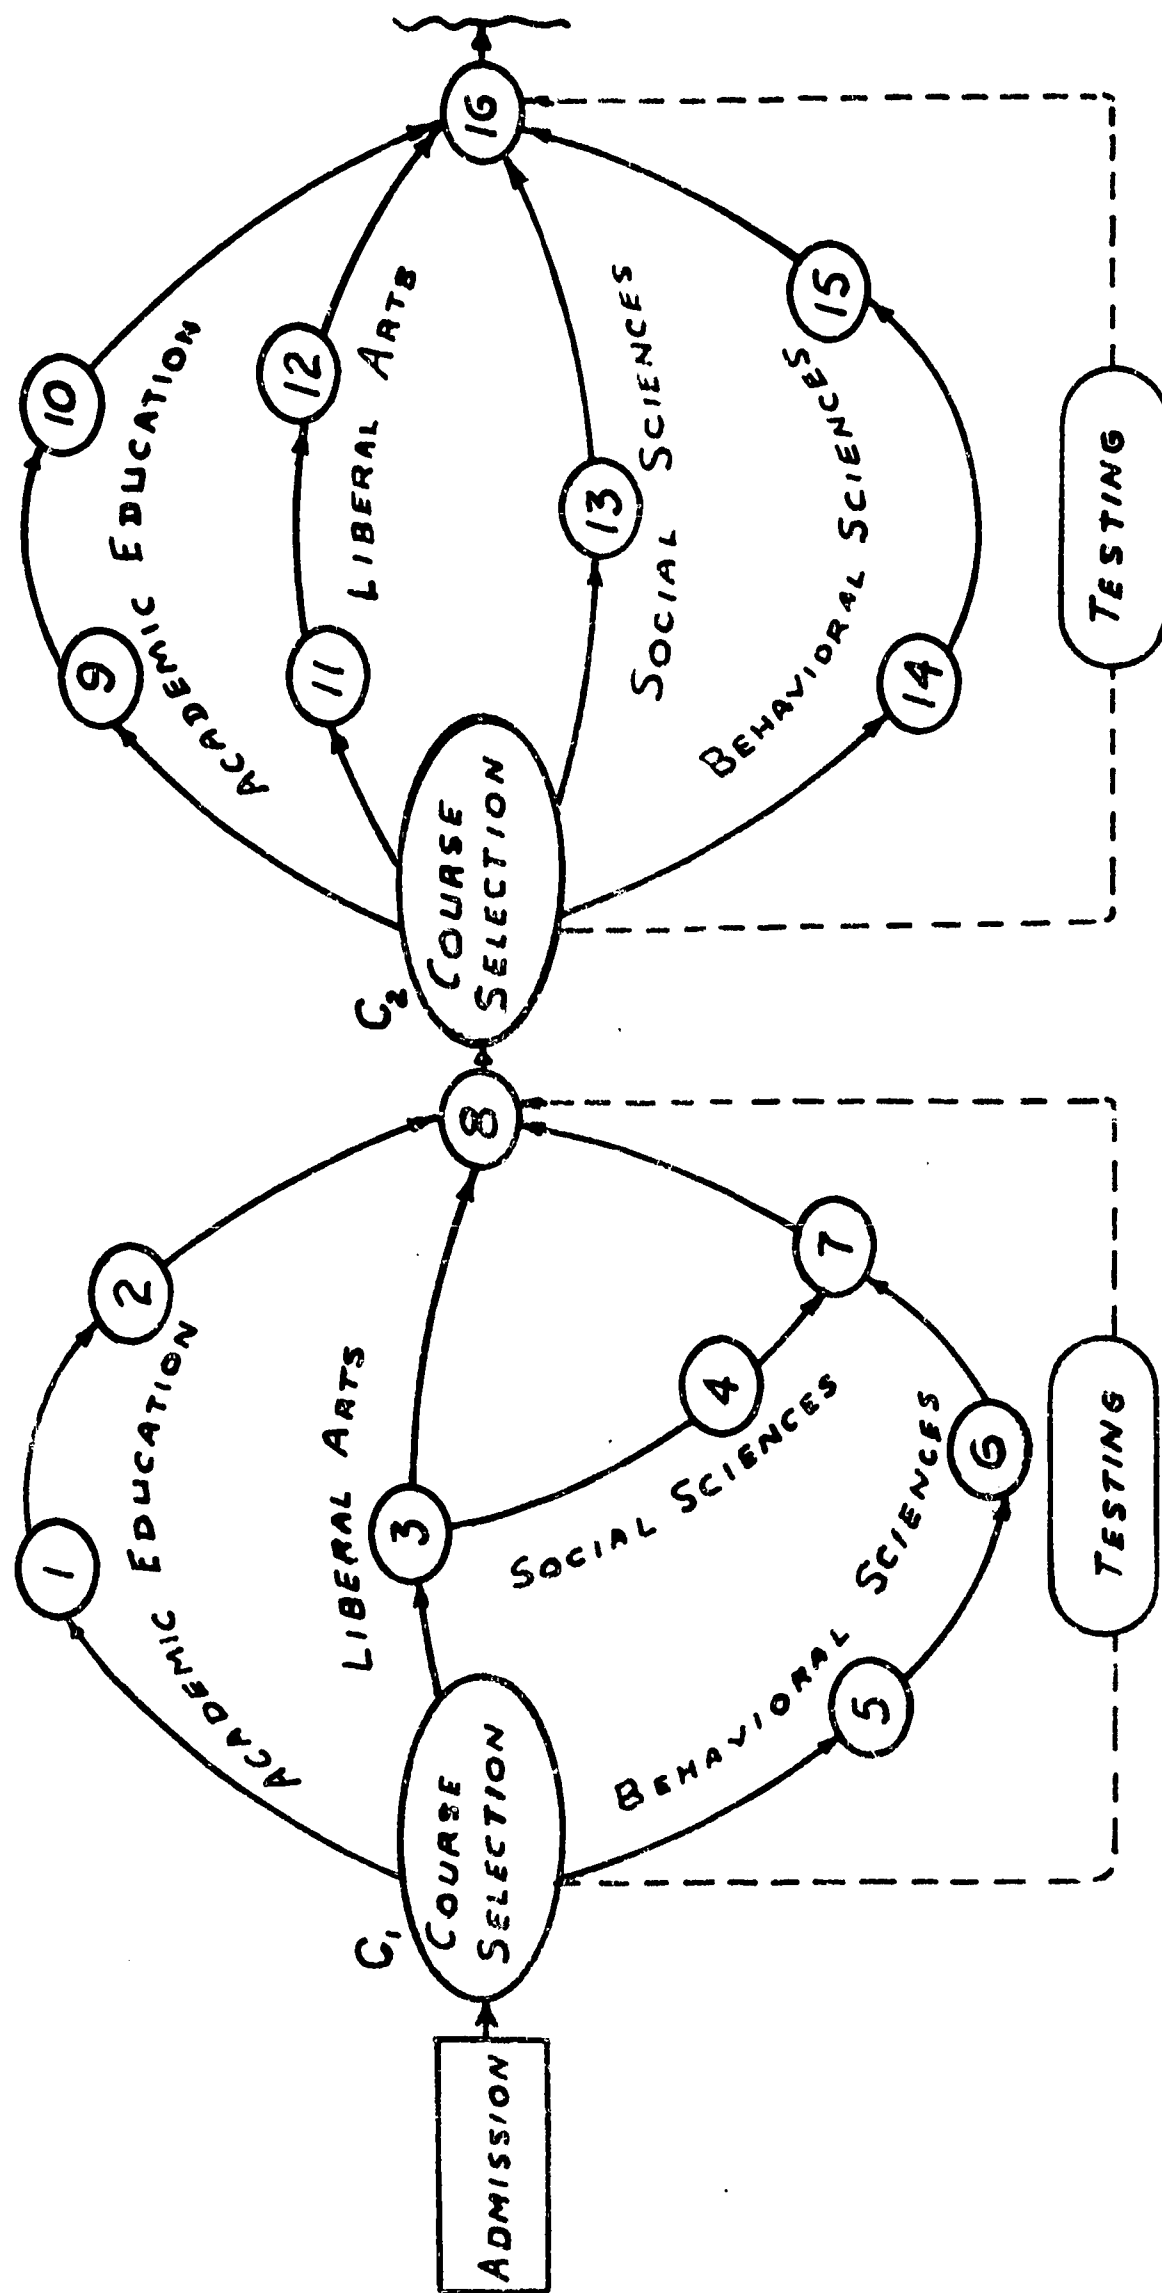 ADMISSION
C₁
COURSE
SELECTION
ACADEMIC EDUCATION
1
2
LIBERAL ARTS
3
SOCIAL SCIENCES
4
BEHAVIORAL SCIENCES
5
6
7
8
TESTING
C₂
COURSE
SELECTION
ACADEMIC EDUCATION
9
10
LIBERAL ARTS
11
12
SOCIAL SCIENCES
13
BEHAVIORAL SCIENCES
14
15
16
TESTING